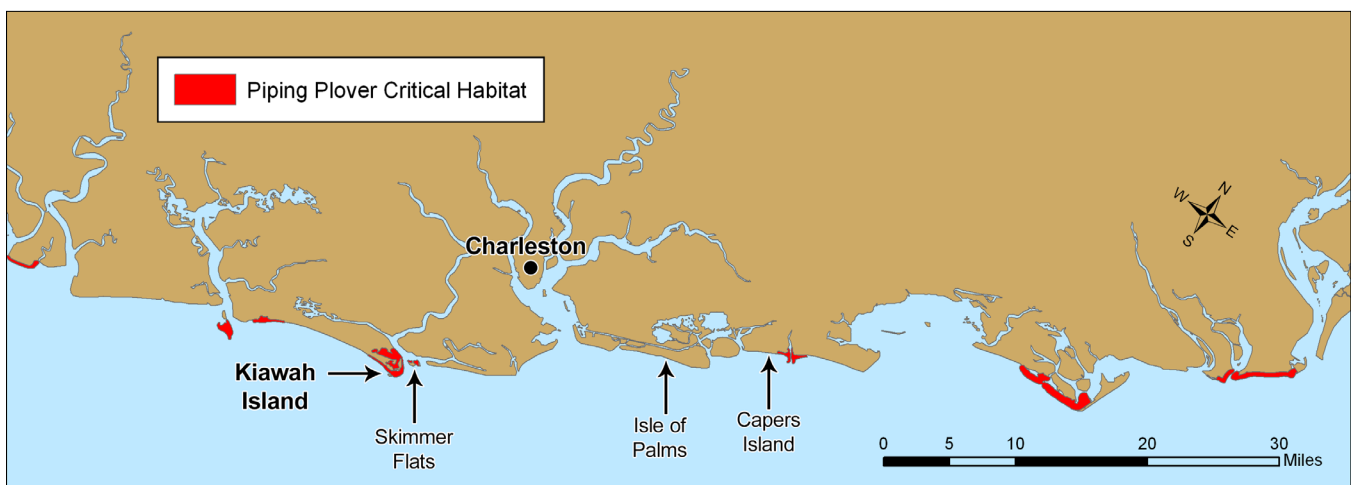 Piping Plover Critical Habitat
N
W
E
S
Charleston
Kiawah
Island
Skimmer
Flats
Isle of
Palms
Capers
Island
0 5 10 20 30
Miles